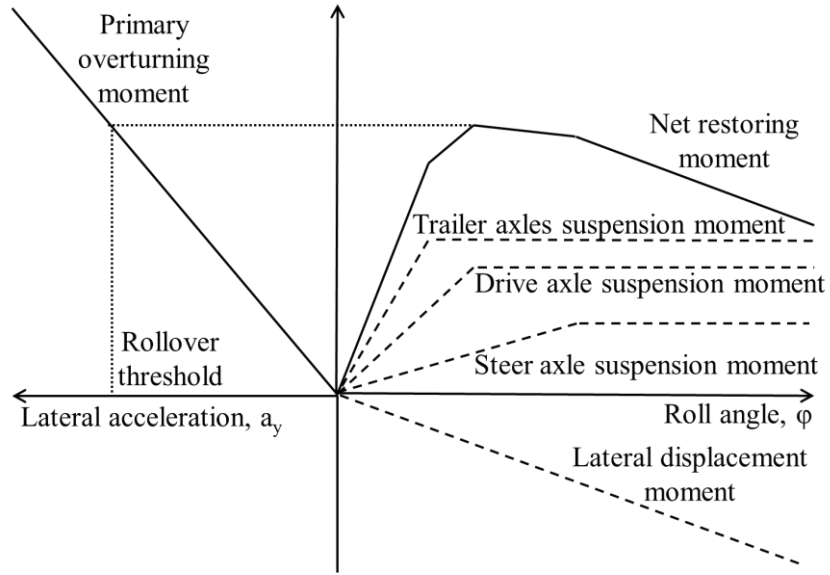 Primary
overturning
moment
Net restoring
moment
Trailer axles suspension moment
Drive axle suspension moment
Rollover
threshold
Steer axle suspension moment
Lateral acceleration, a_y
Roll angle, φ
Lateral displacement
moment